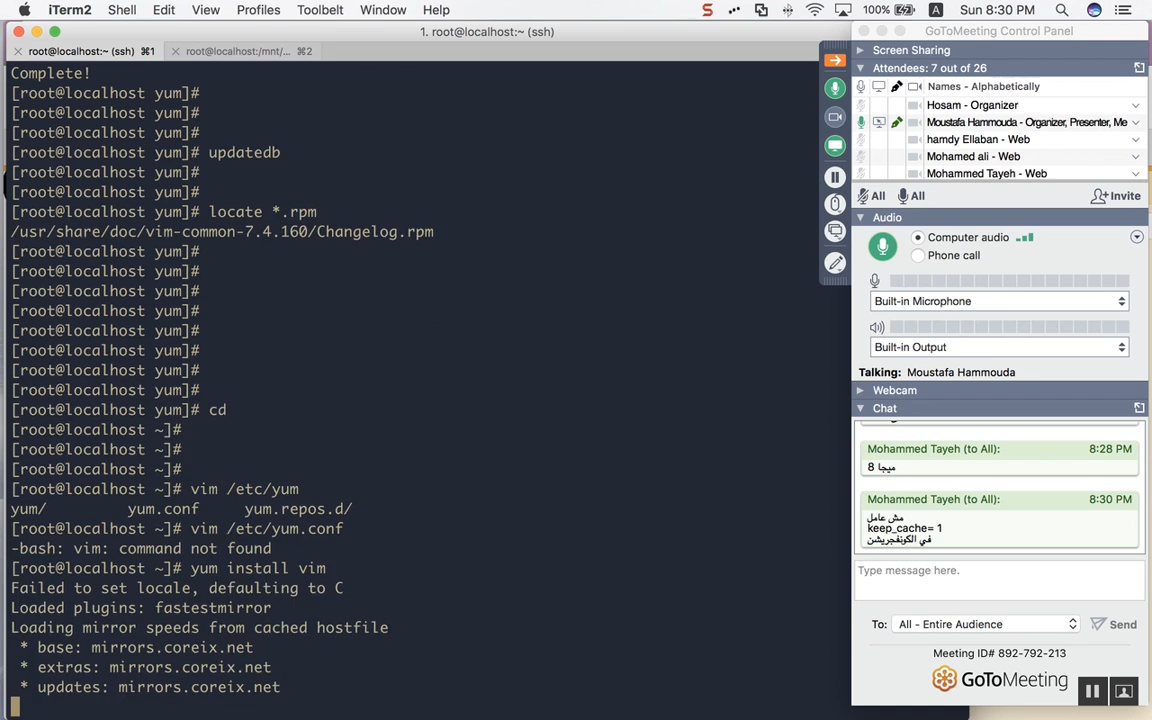 iTerm2 Shell Edit View Profiles Toolbelt Window Help
100% A Sun 8:30 PM
1. root@localhost:~ (ssh)
root@localhost:~ (ssh) ⌘1
root@localhost:/mnt/... ⌘2
Complete!
[root@localhost yum]#
[root@localhost yum]#
[root@localhost yum]#
[root@localhost yum]# updatedb
[root@localhost yum]#
[root@localhost yum]#
[root@localhost yum]# locate *.rpm
/usr/share/doc/vim-common-7.4.160/Changelog.rpm
[root@localhost yum]#
[root@localhost yum]#
[root@localhost yum]#
[root@localhost yum]#
[root@localhost yum]#
[root@localhost yum]#
[root@localhost yum]#
[root@localhost yum]#
[root@localhost yum]# cd
[root@localhost ~]#
[root@localhost ~]#
[root@localhost ~]#
[root@localhost ~]# vim /etc/yum
yum/ yum.conf yum.repos.d/
[root@localhost ~]# vim /etc/yum.conf
-bash: vim: command not found
[root@localhost ~]# yum install vim
Failed to set locale, defaulting to C
Loaded plugins: fastestmirror
Loading mirror speeds from cached hostfile
* base: mirrors.coreix.net
* extras: mirrors.coreix.net
* updates: mirrors.coreix.net
GoToMeeting Control Panel
Screen Sharing
Attendees: 7 out of 26
Names - Alphabetically
Hosam - Organizer
Moustafa Hammouda - Organizer, Presenter, Me
hamdy Ellaban - Web
Mohamed ali - Web
Mohammed Tayeh - Web
All All Invite
Audio
Computer audio
Phone call
Built-in Microphone
Built-in Output
Talking: Moustafa Hammouda
Webcam
Chat
Mohammed Tayeh (to All): 8:28 PM
8 ميجا
Mohammed Tayeh (to All): 8:30 PM
مش عامل
keep_cache= 1
في الكونفجريشن
Type message here.
To: All - Entire Audience Send
Meeting ID# 892-792-213
GoToMeeting